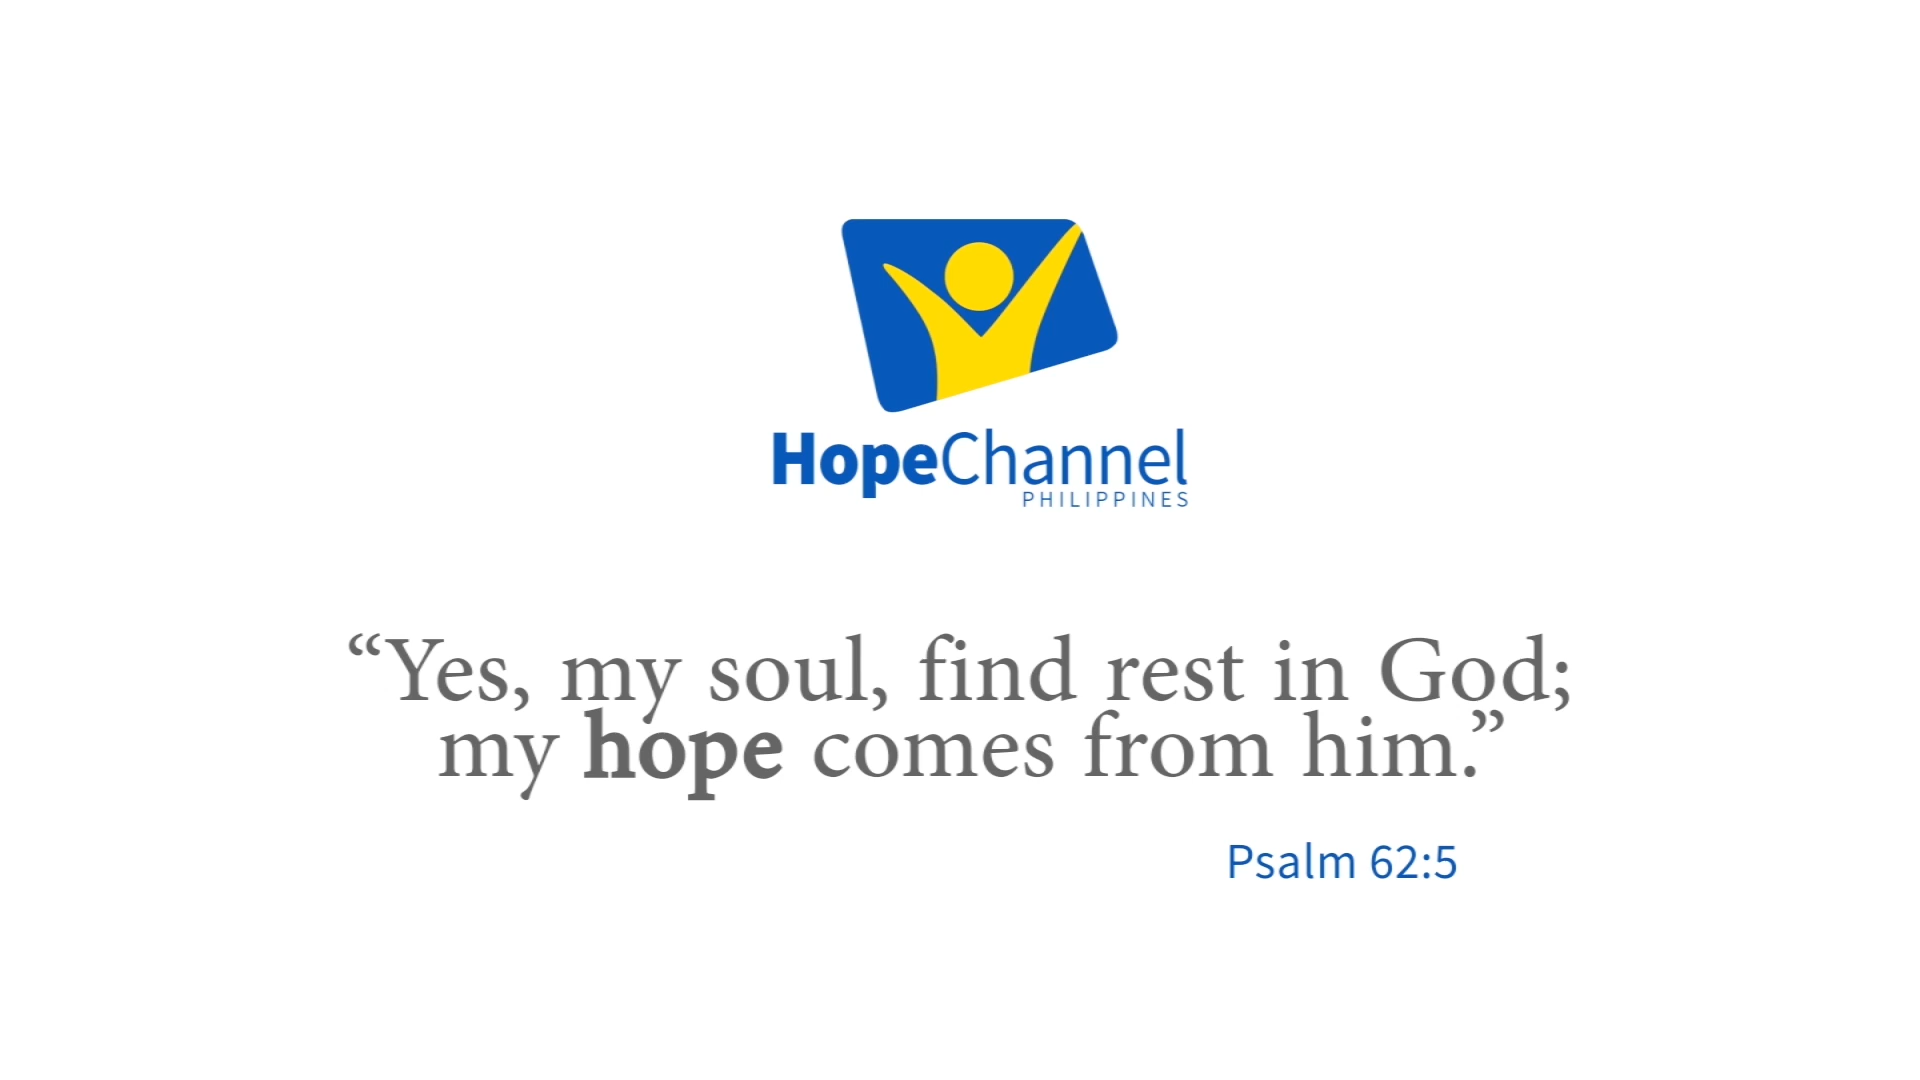 HopeChannel
PHILIPPINES
“Yes, my soul, find rest in God;
my hope comes from him.”
Psalm 62:5